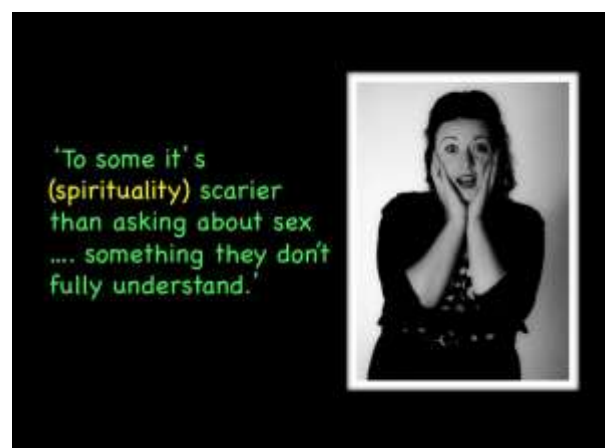 'To some it's
(spirituality) scarier
than asking about sex
.... something they don't
fully understand.'